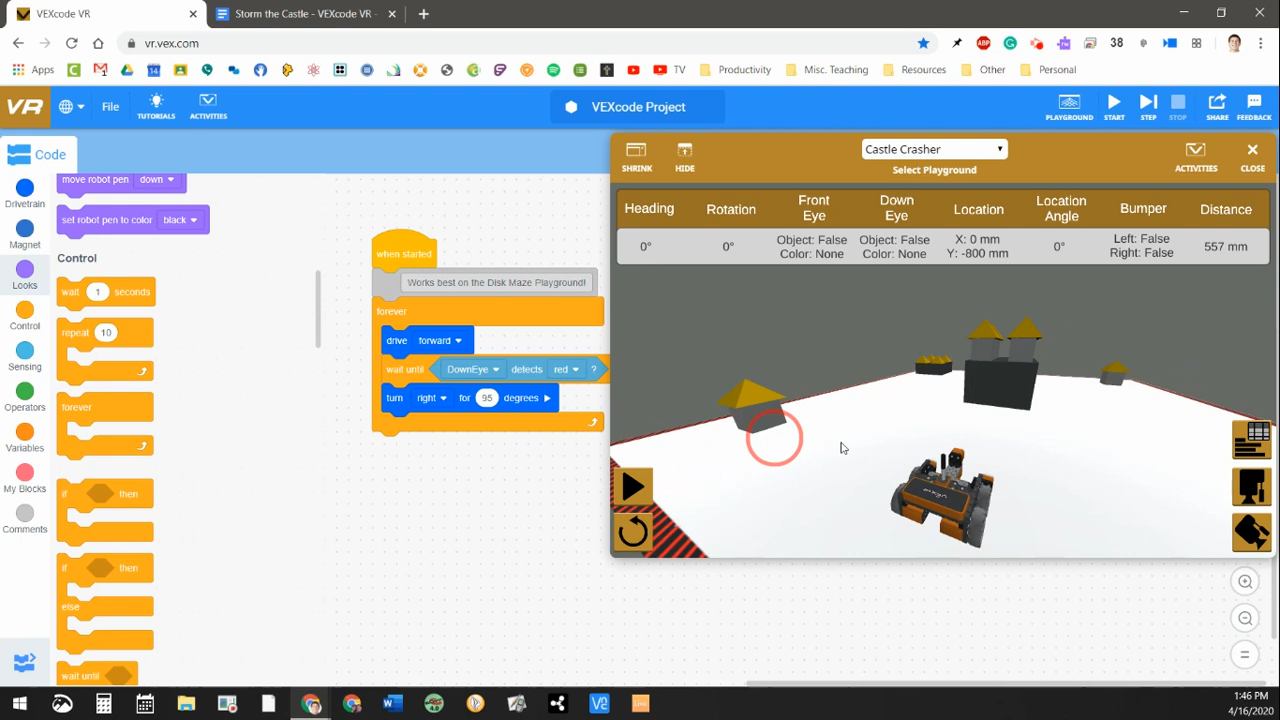 VEXcode VR
Storm the Castle - VEXcode VR -
vr.vex.com
38
Apps
TV
Productivity
Misc. Teaching
Resources
Other
Personal
VR
File
TUTORIALS
ACTIVITIES
VEXcode Project
PLAYGROUND
START
STEP
STOP
SHARE
FEEDBACK
Code
Drivetrain
Magnet
Looks
Control
Sensing
Operators
Variables
My Blocks
Comments
move robot pen down
set robot pen to color black
Control
wait 1 seconds
repeat 10
forever
if then
if then
else
wait until
when started
Works best on the Disk Maze Playground!
forever
drive forward
wait until DownEye detects red ?
turn right for 95 degrees
SHRINK
HIDE
Castle Crasher
Select Playground
ACTIVITIES
CLOSE
Heading Rotation Front Eye Down Eye Location Location Angle Bumper Distance
0° 0° Object: False Object: False X: 0 mm 0° Left: False 557 mm
Color: None Color: None Y: -800 mm Right: False
1:46 PM
4/16/2020